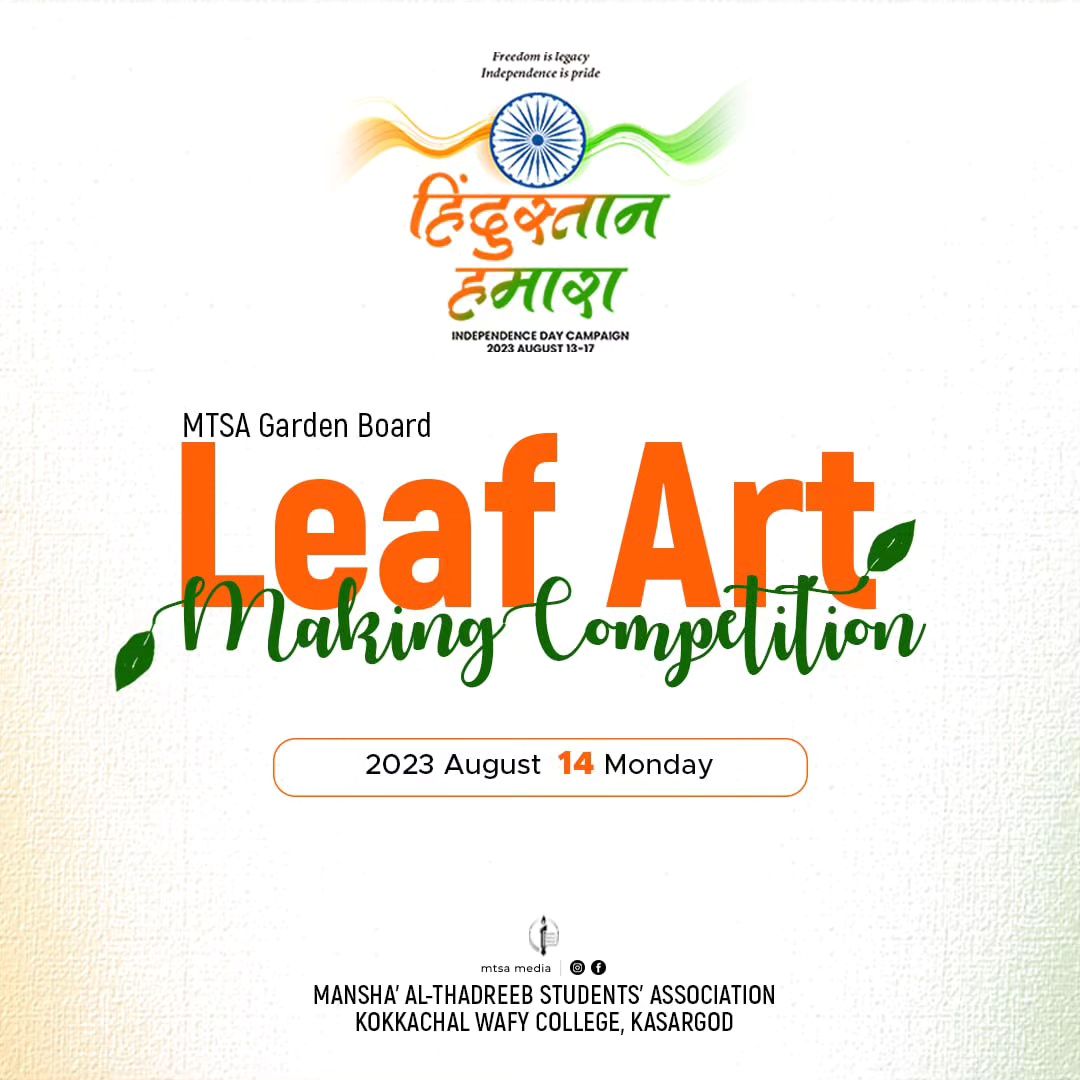 Freedom is legacy
Independence is pride
हिंदुस्तान
हमारा
INDEPENDENCE DAY CAMPAIGN
2023 AUGUST 13-17
MTSA Garden Board
Leaf Art
Making Competition
2023 August 14 Monday
mtsa media
MANSHA' AL-THADREEB STUDENTS' ASSOCIATION
KOKKACHAL WAFY COLLEGE, KASARGOD